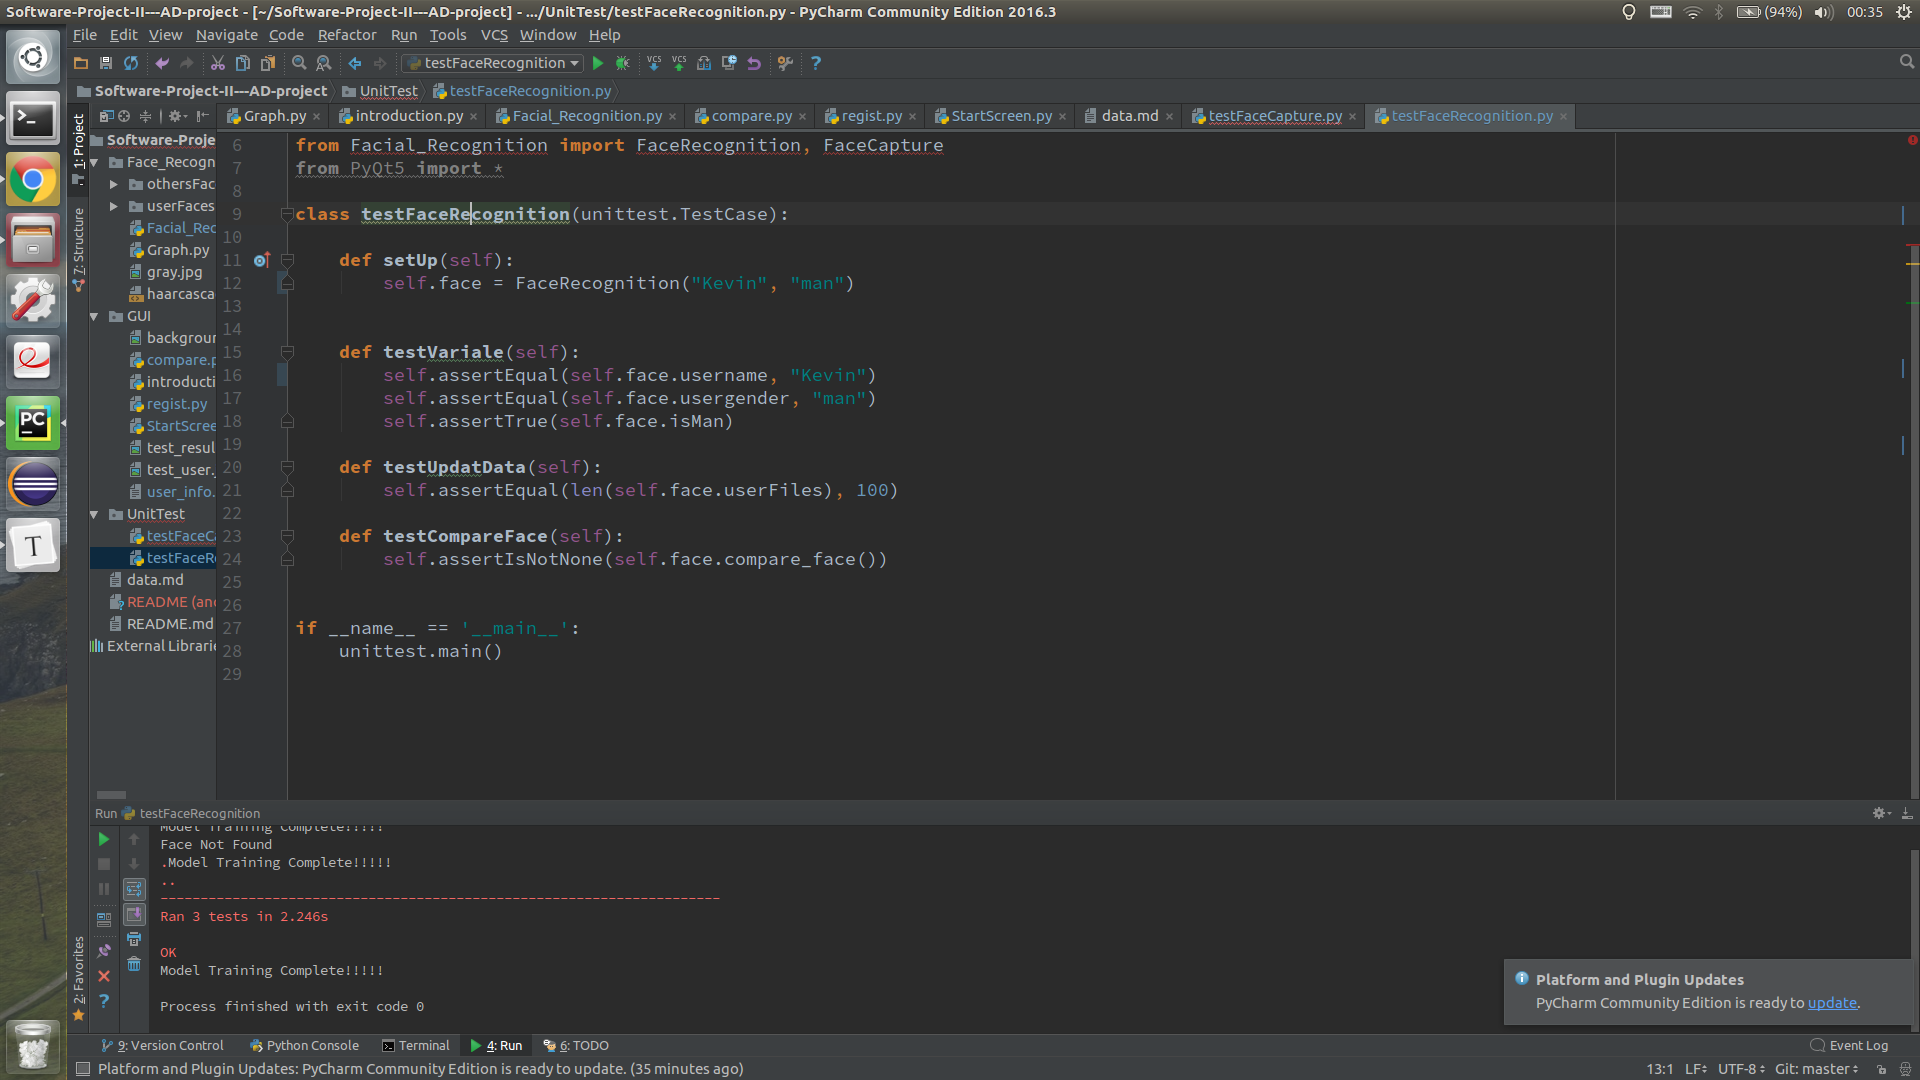 Software-Project-II---AD-project - [~/Software-Project-II---AD-project] - .../UnitTest/testFaceRecognition.py - PyCharm Community Edition 2016.3
(94%) 00:35
File Edit View Navigate Code Refactor Run Tools VCS Window Help
testFaceRecognition
VCS VCS
Software-Project-II---AD-project UnitTest testFaceRecognition.py
Graph.py introduction.py Facial_Recognition.py compare.py regist.py StartScreen.py data.md testFaceCapture.py testFaceRecognition.py
1: Project
7: Structure
2: Favorites
Software-Proje
Face_Recogn
othersFac
userFaces
Facial_Rec
Graph.py
gray.jpg
haarcasca
GUI
backgroun
compare.p
introducti
regist.py
StartScree
test_resul
test_user.
user_info.
UnitTest
testFaceCa
testFaceRe
data.md
README (and
README.md
External Librarie
6 from Facial_Recognition import FaceRecognition, FaceCapture
7 from PyQt5 import *
8
9 class testFaceRecognition(unittest.TestCase):
10
11 def setUp(self):
12 self.face = FaceRecognition("Kevin", "man")
13
14
15 def testVariale(self):
16 self.assertEqual(self.face.username, "Kevin")
17 self.assertEqual(self.face.usergender, "man")
18 self.assertTrue(self.face.isMan)
19
20 def testUpdatData(self):
21 self.assertEqual(len(self.face.userFiles), 100)
22
23 def testCompareFace(self):
24 self.assertIsNotNone(self.face.compare_face())
25
26
27 if __name__ == '__main__':
28 unittest.main()
29
Run testFaceRecognition
Model Training Complete!!!!!
Face Not Found
.Model Training Complete!!!!!
..
----------------------------------------------------------------------
Ran 3 tests in 2.246s
OK
Model Training Complete!!!!!
Process finished with exit code 0
Platform and Plugin Updates
PyCharm Community Edition is ready to update.
9: Version Control Python Console Terminal 4: Run 6: TODO Event Log
Platform and Plugin Updates: PyCharm Community Edition is ready to update. (35 minutes ago) 13:1 LF UTF-8 Git: master